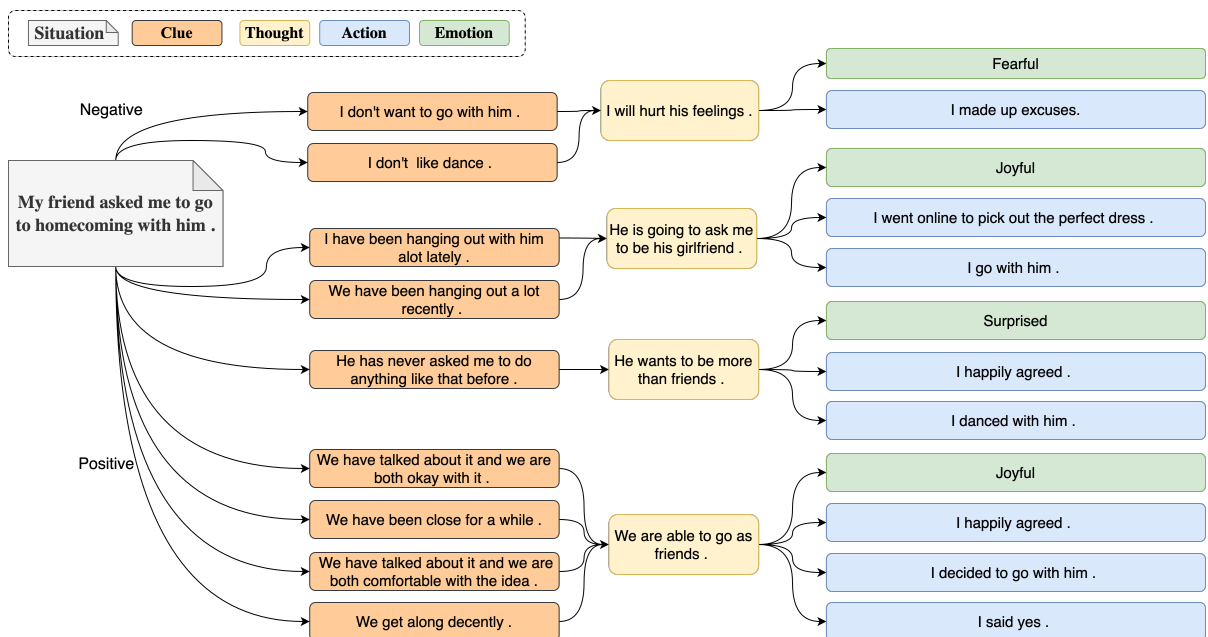 Situation
Clue
Thought
Action
Emotion
Negative
My friend asked me to go
to homecoming with him .
Positive
I don't want to go with him .
I don't  like dance .
I have been hanging out with him
alot lately .
We have been hanging out a lot
recently .
He has never asked me to do
anything like that before .
We have talked about it and we are
both okay with it .
We have been close for a while .
We have talked about it and we are
both comfortable with the idea .
We get along decently .
I will hurt his feelings .
He is going to ask me
to be his girlfriend .
He wants to be more
than friends .
We are able to go as
friends .
Fearful
I made up excuses.
Joyful
I went online to pick out the perfect dress .
I go with him .
Surprised
I happily agreed .
I danced with him .
Joyful
I happily agreed .
I decided to go with him .
I said yes .